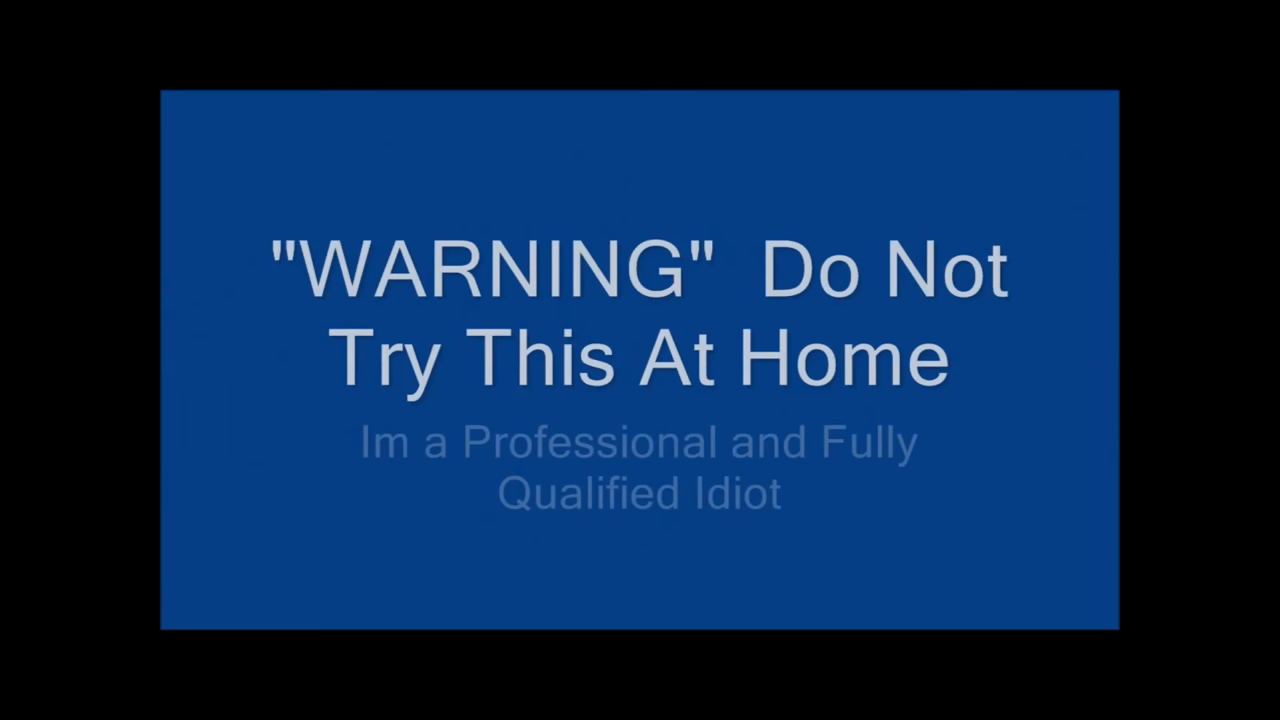 "WARNING"  Do Not
Try This At Home
Im a Professional and Fully
Qualified Idiot